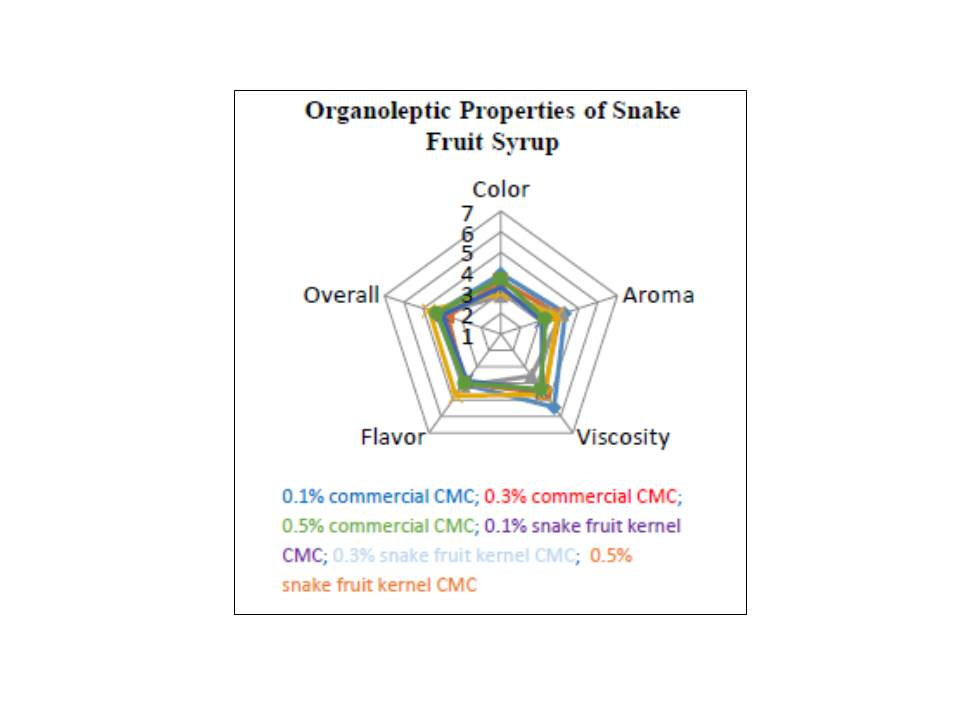 Organoleptic Properties of Snake
Fruit Syrup
Color
7
6
5
4
3
2
1
Overall
Aroma
Flavor
Viscosity
0.1% commercial CMC; 0.3% commercial CMC;
0.5% commercial CMC; 0.1% snake fruit kernel
CMC; 0.3% snake fruit kernel CMC; 0.5%
snake fruit kernel CMC